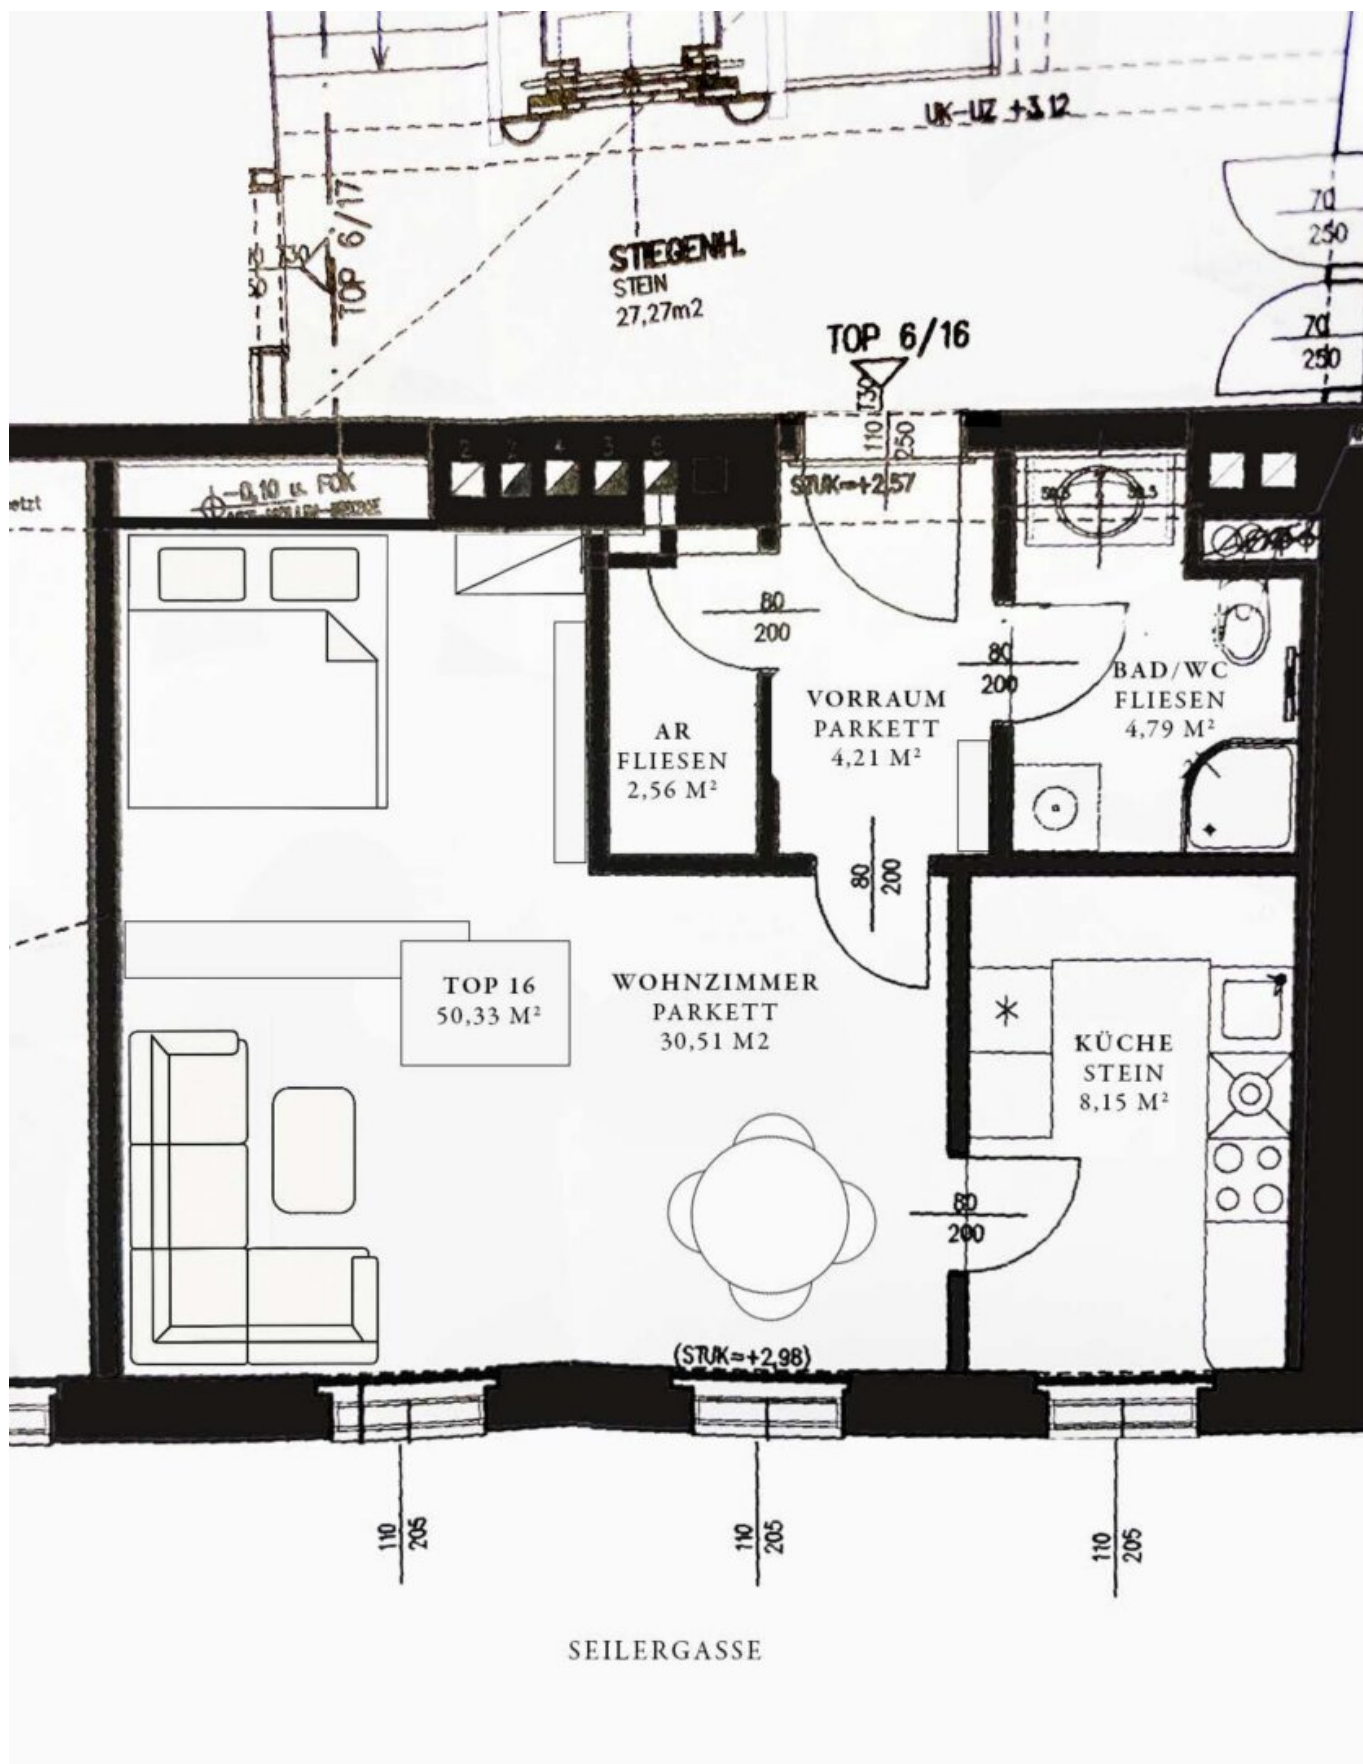 UK-UZ +3.12
TOP 6/17
70
250
STIEGENH.
STEIN
27,27m2
T30
70
250
TOP 6/16
T30
110
250
2
2
4
3
5
-0,10 u. FOK
STUK=+2,57
etzt
80
200
80
200
BAD/WC
FLIESEN
4,79 M²
VORRAUM
PARKETT
4,21 M²
AR
FLIESEN
2,56 M²
80
200
TOP 16
50,33 M²
WOHNZIMMER
PARKETT
30,51 M2
KÜCHE
STEIN
8,15 M²
80
200
(STUK=+2,98)
110
205
110
205
110
205
SEILERGASSE